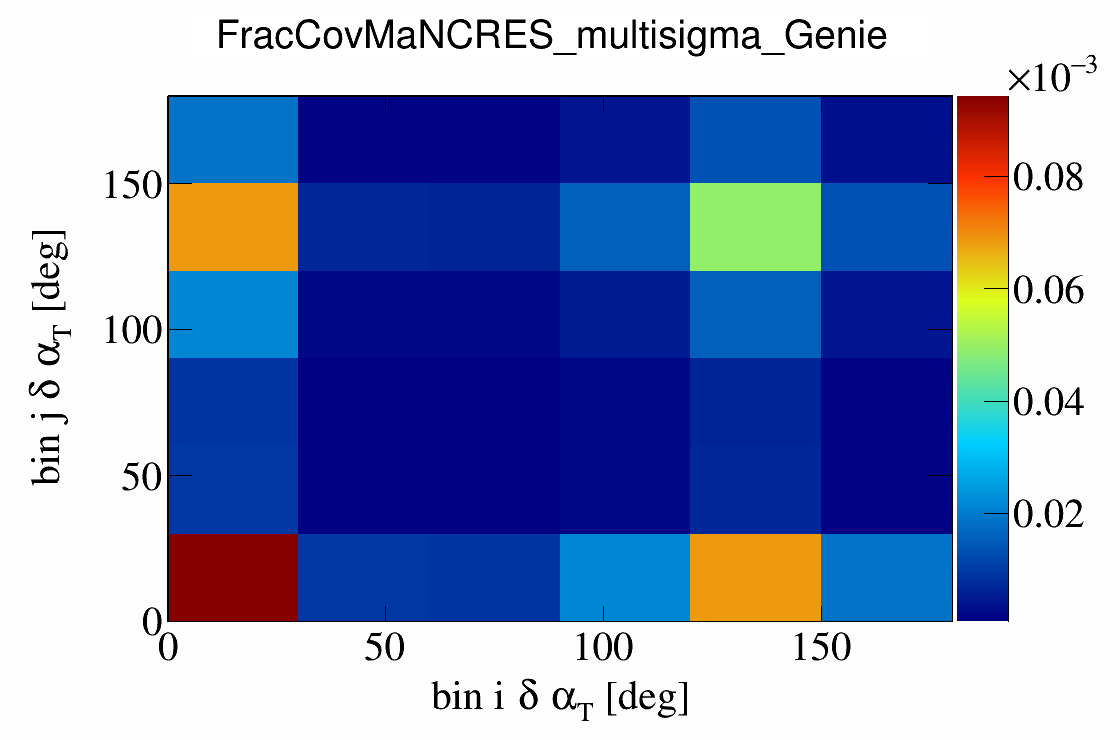 FracCovMaNCRES_multisigma_Genie
×10⁻³
150
100
50
0
bin j δ α_T [deg]
0 50 100 150
bin i δ α_T [deg]
0.08
0.06
0.04
0.02